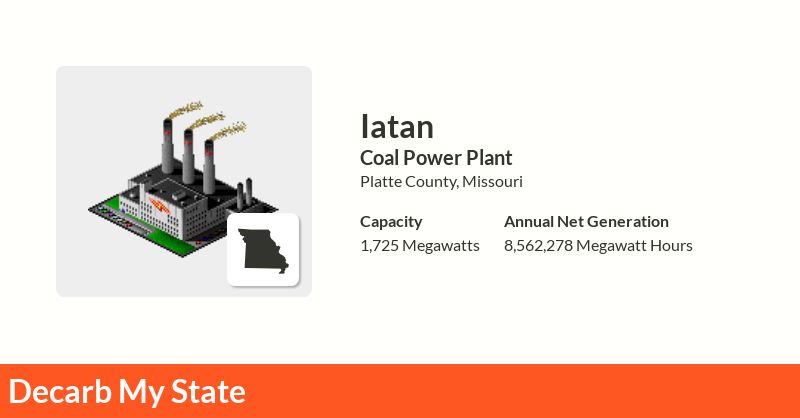 Iatan
Coal Power Plant
Platte County, Missouri
Capacity
Annual Net Generation
1,725 Megawatts
8,562,278 Megawatt Hours
Decarb My State